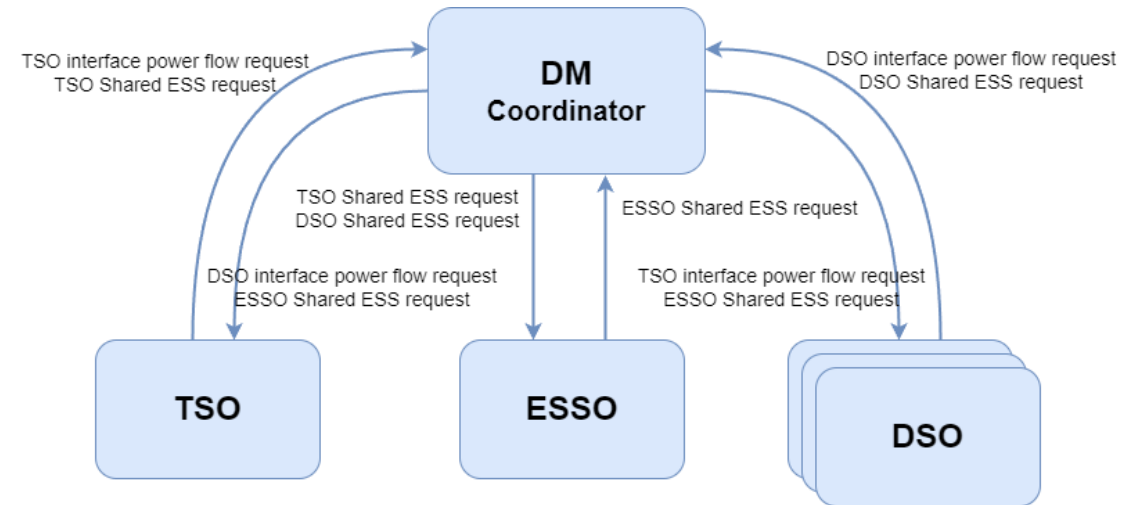 TSO interface power flow request
TSO Shared ESS request
DM
Coordinator
DSO interface power flow request
DSO Shared ESS request
TSO Shared ESS request
DSO Shared ESS request
ESSO Shared ESS request
DSO interface power flow request
ESSO Shared ESS request
TSO interface power flow request
ESSO Shared ESS request
TSO
ESSO
DSO